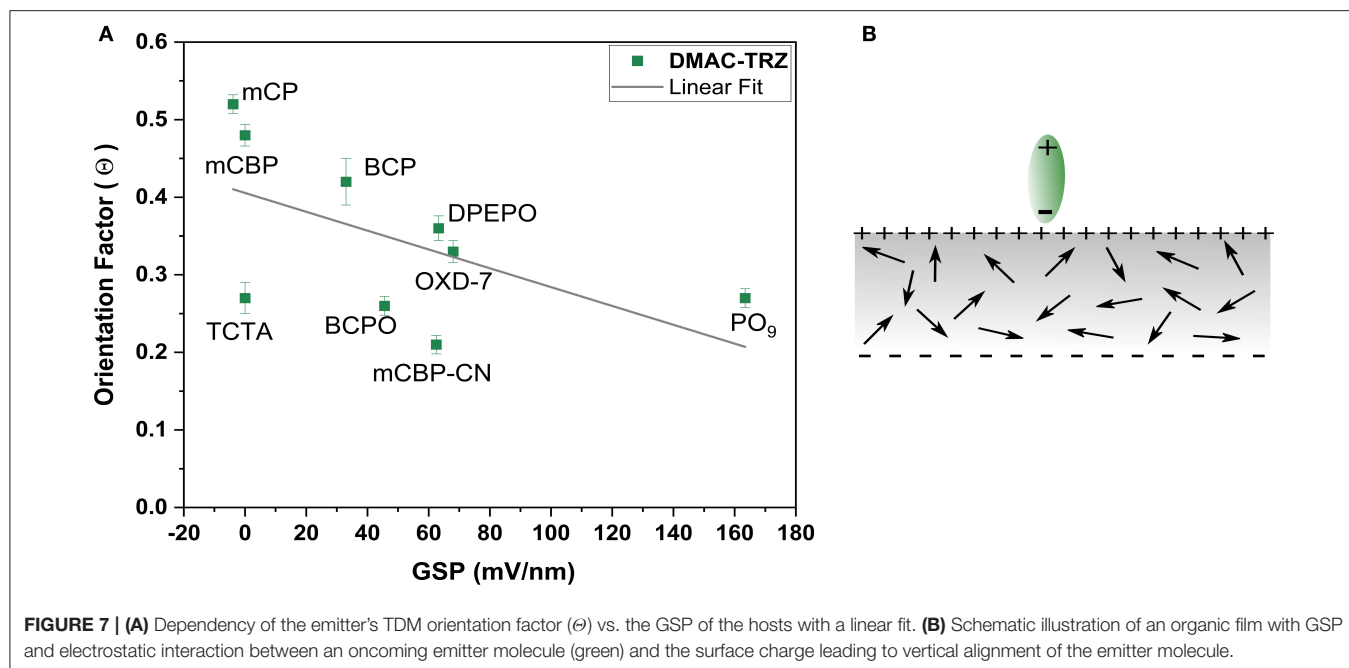 A
B
0.6
0.5
0.4
0.3
0.2
0.1
0.0
Orientation Factor (Θ)
DMAC-TRZ
Linear Fit
mCP
mCBP
BCP
DPEPO
OXD-7
TCTA
BCPO
mCBP-CN
PO₉
-20 0 20 40 60 80 100 120 140 160 180
GSP (mV/nm)
+
-
+ + + + + + + + + + + + + + + + + +
- - - - - - - - - - - - - - - - - -
FIGURE 7 | (A) Dependency of the emitter's TDM orientation factor (Θ) vs. the GSP of the hosts with a linear fit. (B) Schematic illustration of an organic film with GSP
and electrostatic interaction between an oncoming emitter molecule (green) and the surface charge leading to vertical alignment of the emitter molecule.